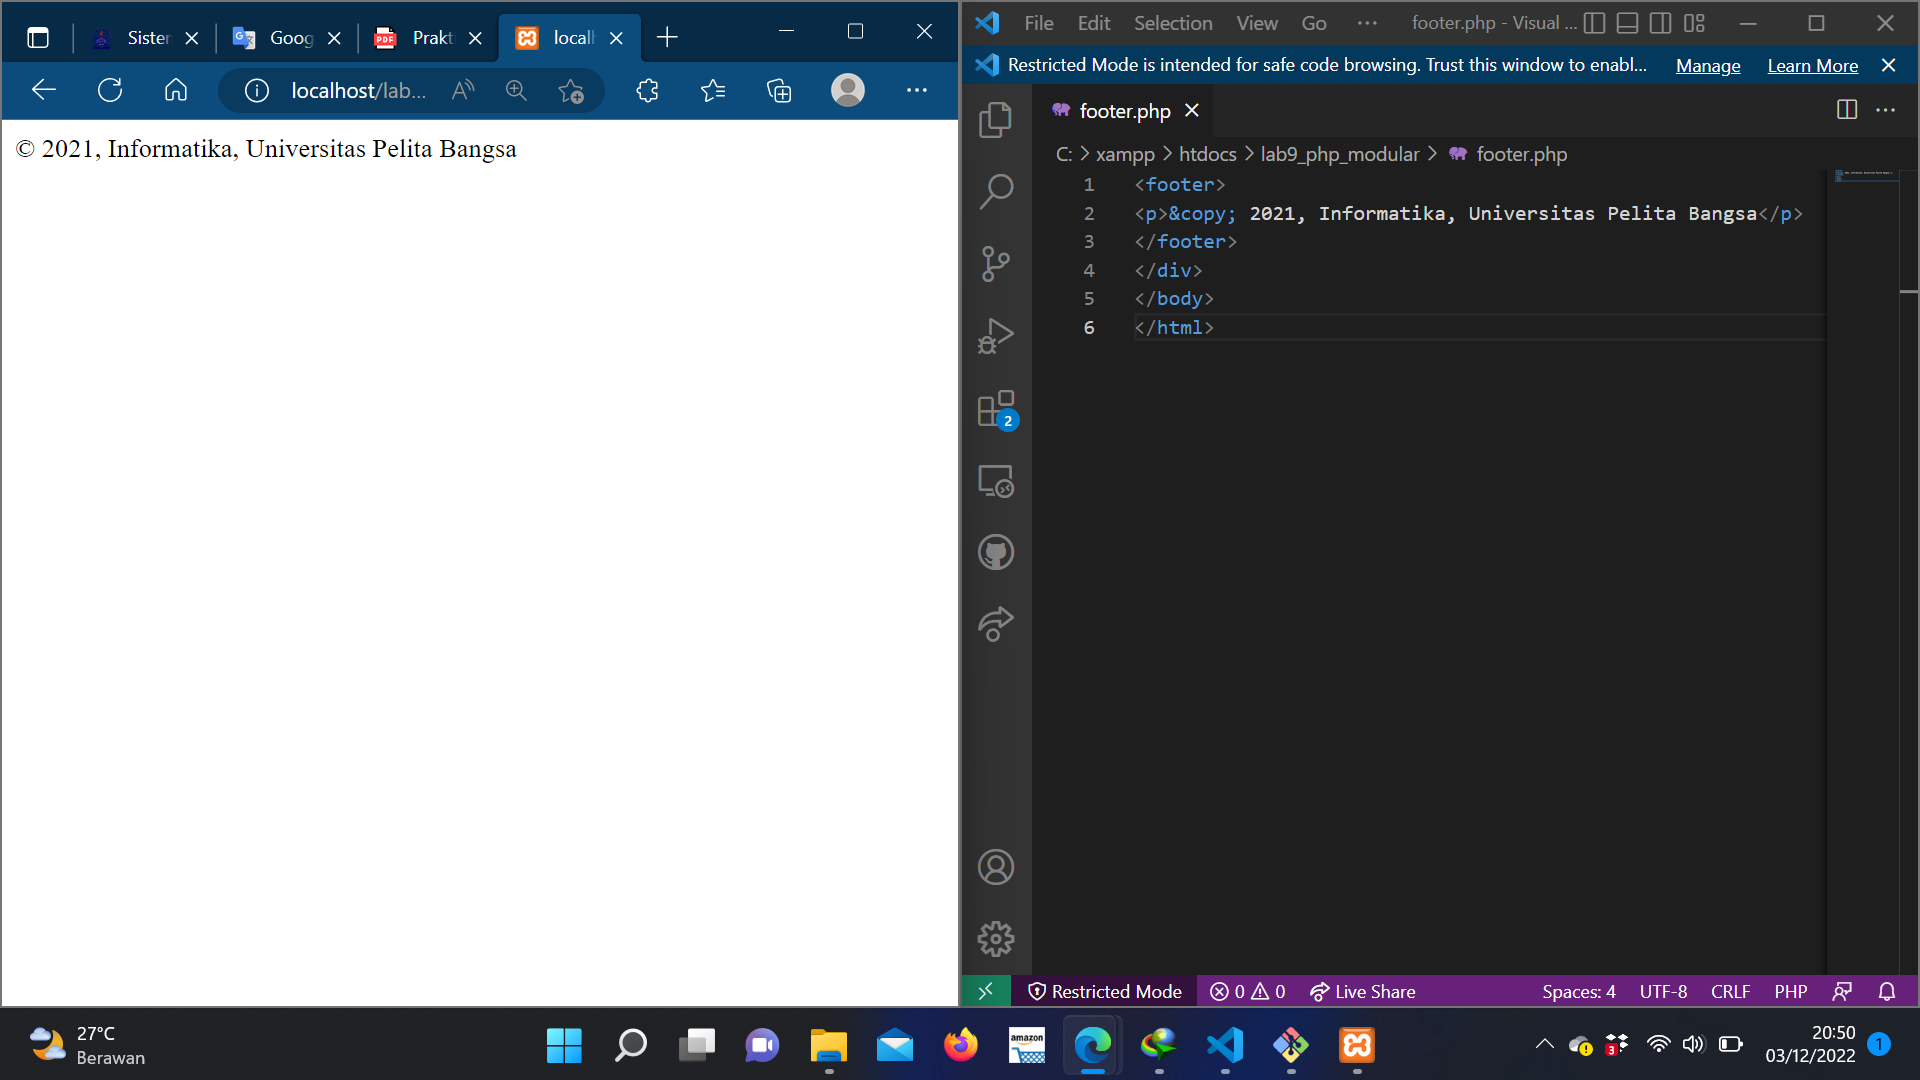 Sister
Goog
Prakt
localh
localhost/lab...
© 2021, Informatika, Universitas Pelita Bangsa
File Edit Selection View Go ··· footer.php - Visual ...
Restricted Mode is intended for safe code browsing. Trust this window to enabl... Manage Learn More
footer.php
C: > xampp > htdocs > lab9_php_modular > footer.php
1 <footer>
2 <p>&copy; 2021, Informatika, Universitas Pelita Bangsa</p>
3 </footer>
4 </div>
5 </body>
6 </html>
2
Restricted Mode 0 0 Live Share Spaces: 4 UTF-8 CRLF PHP
27°C
Berawan
amazon
3
20:50
03/12/2022
1